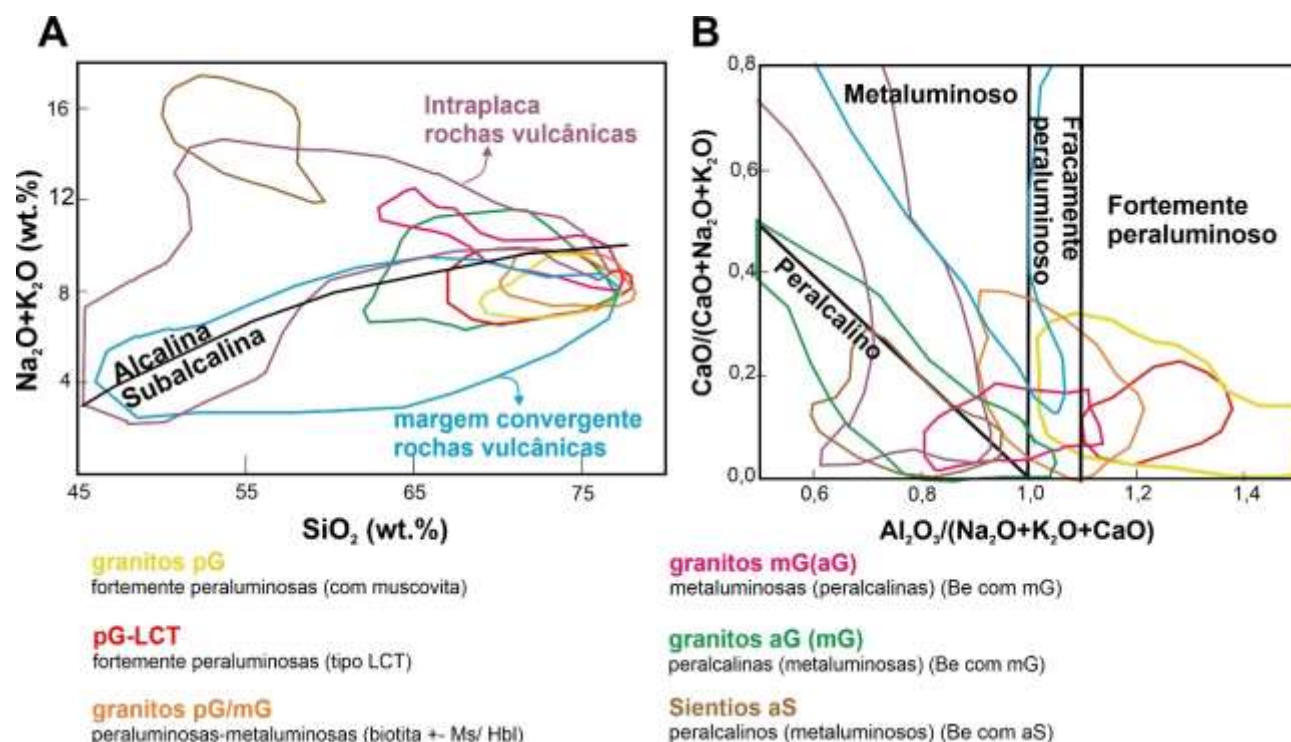 A
B
Na₂O+K₂O (wt.%)
16
12
8
4
45
55
65
75
SiO₂ (wt.%)
Intraplaca
rochas vulcânicas
Alcalina
Subalcalina
margem convergente
rochas vulcânicas
CaO/(CaO+Na₂O+K₂O)
0,8
0,6
0,4
0,2
0,0
0,6
0,8
1,0
1,2
1,4
Al₂O₃/(Na₂O+K₂O+CaO)
Metaluminoso
Fracamente
peraluminoso
Fortemente
peraluminoso
Peralcalino
granitos pG
fortemente peraluminosas (com muscovita)
pG-LCT
fortemente peraluminosas (tipo LCT)
granitos pG/mG
peraluminosas-metaluminosas (biotita +- Ms/ Hbl)
granitos mG(aG)
metaluminosas (peralcalinas) (Be com mG)
granitos aG (mG)
peralcalinas (metaluminosas) (Be com mG)
Sientios aS
peralcalinos (metaluminosos) (Be com aS)